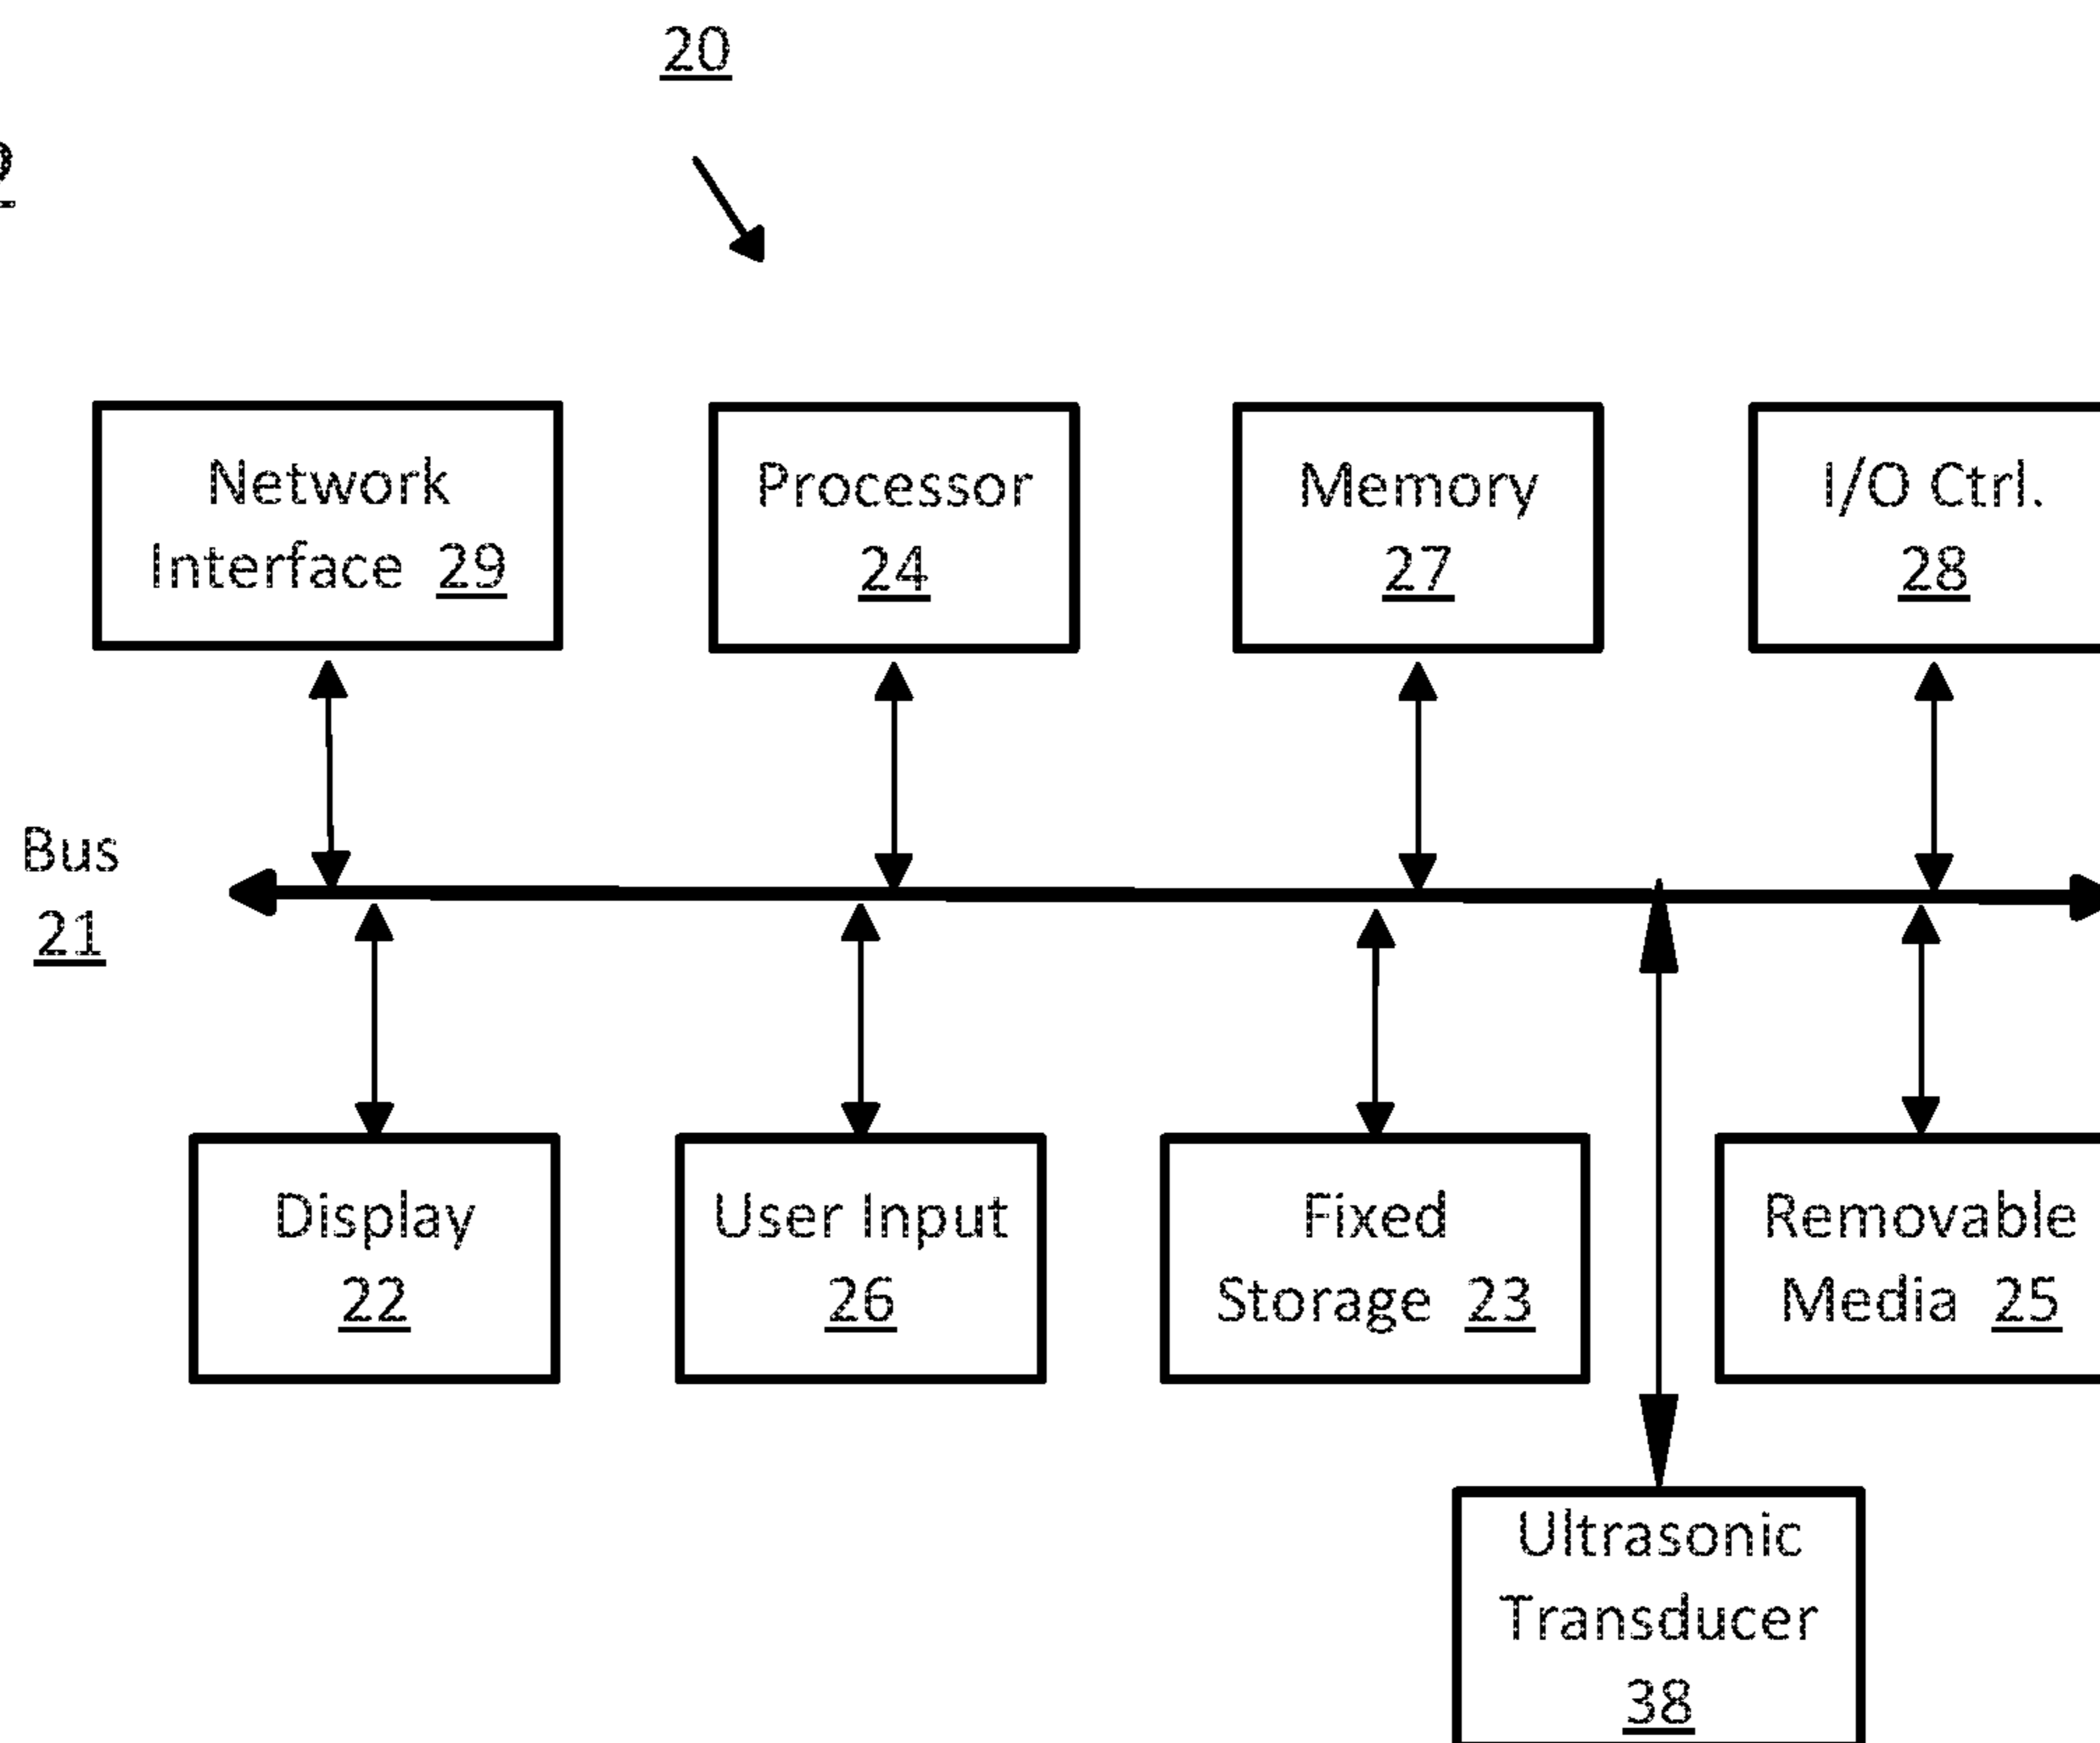 20
Network
Interface 29
Processor
24
Memory
27
I/O Ctrl.
28
Bus
21
Display
22
User Input
26
Fixed
Storage 23
Removable
Media 25
Ultrasonic
Transducer
38